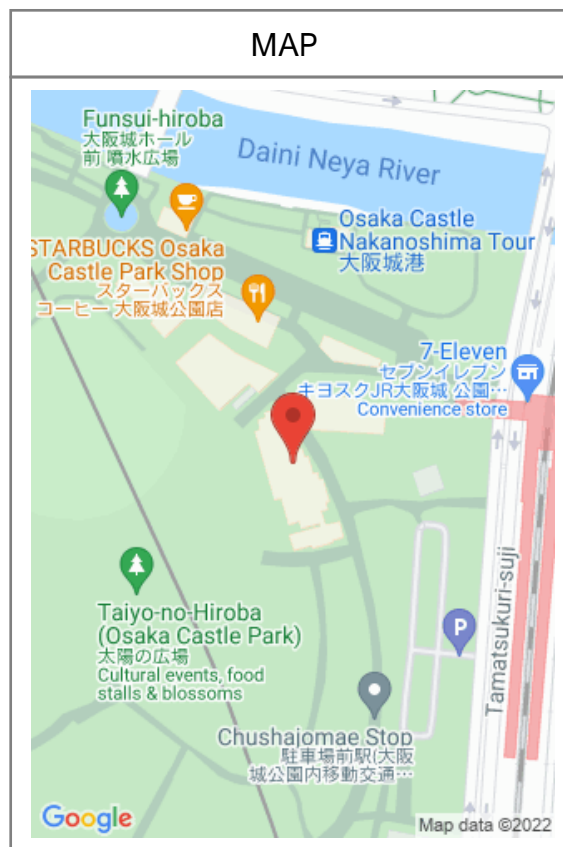 MAP
Funsui-hiroba
大阪城ホール
前 噴水広場
Daini Neya River
STARBUCKS Osaka
Castle Park Shop
スターバックス
コーヒー 大阪城公園店
Osaka Castle
Nakanoshima Tour
大阪城港
7-Eleven
セブンイレブン
キヨスクJR大阪城 公園…
Convenience store
Taiyo-no-Hiroba
(Osaka Castle Park)
太陽の広場
Cultural events, food
stalls & blossoms
P
Tamatsukuri-suji
Chushajomae Stop
駐車場前駅(大阪
城公園内移動交通…
Google
Map data ©2022